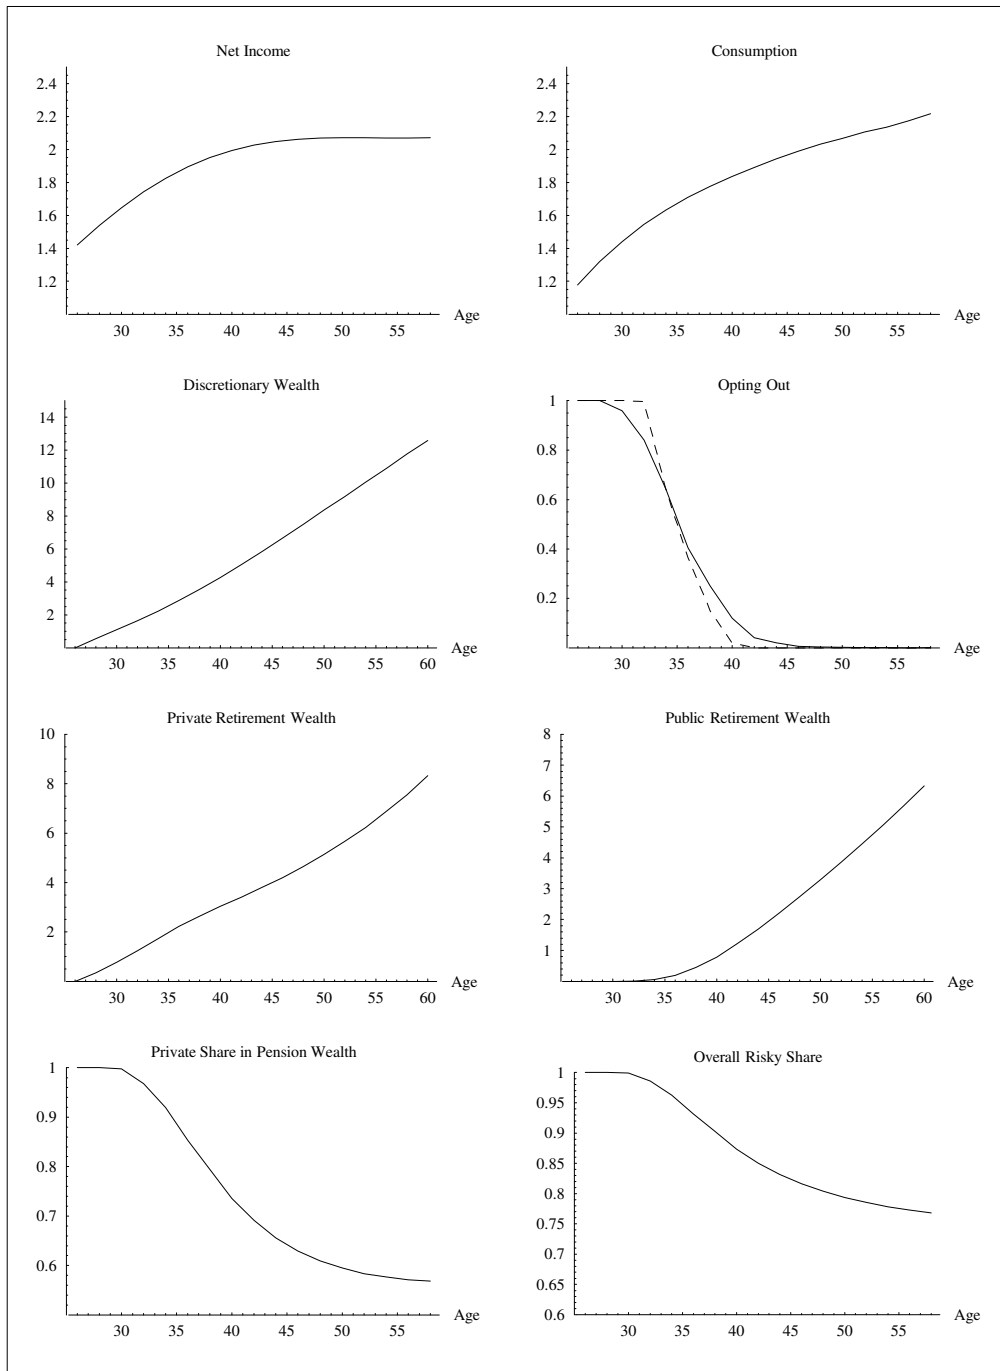 Net Income
2.4
2.2
2
1.8
1.6
1.4
1.2
30 35 40 45 50 55
Age
Consumption
2.4
2.2
2
1.8
1.6
1.4
1.2
30 35 40 45 50 55
Age
Discretionary Wealth
14
12
10
8
6
4
2
30 35 40 45 50 55 60
Age
Opting Out
1
0.8
0.6
0.4
0.2
30 35 40 45 50 55
Age
Private Retirement Wealth
10
8
6
4
2
30 35 40 45 50 55 60
Age
Public Retirement Wealth
8
7
6
5
4
3
2
1
30 35 40 45 50 55 60
Age
Private Share in Pension Wealth
1
0.9
0.8
0.7
0.6
30 35 40 45 50 55
Age
Overall Risky Share
1
0.95
0.9
0.85
0.8
0.75
0.7
0.65
0.6
30 35 40 45 50 55
Age